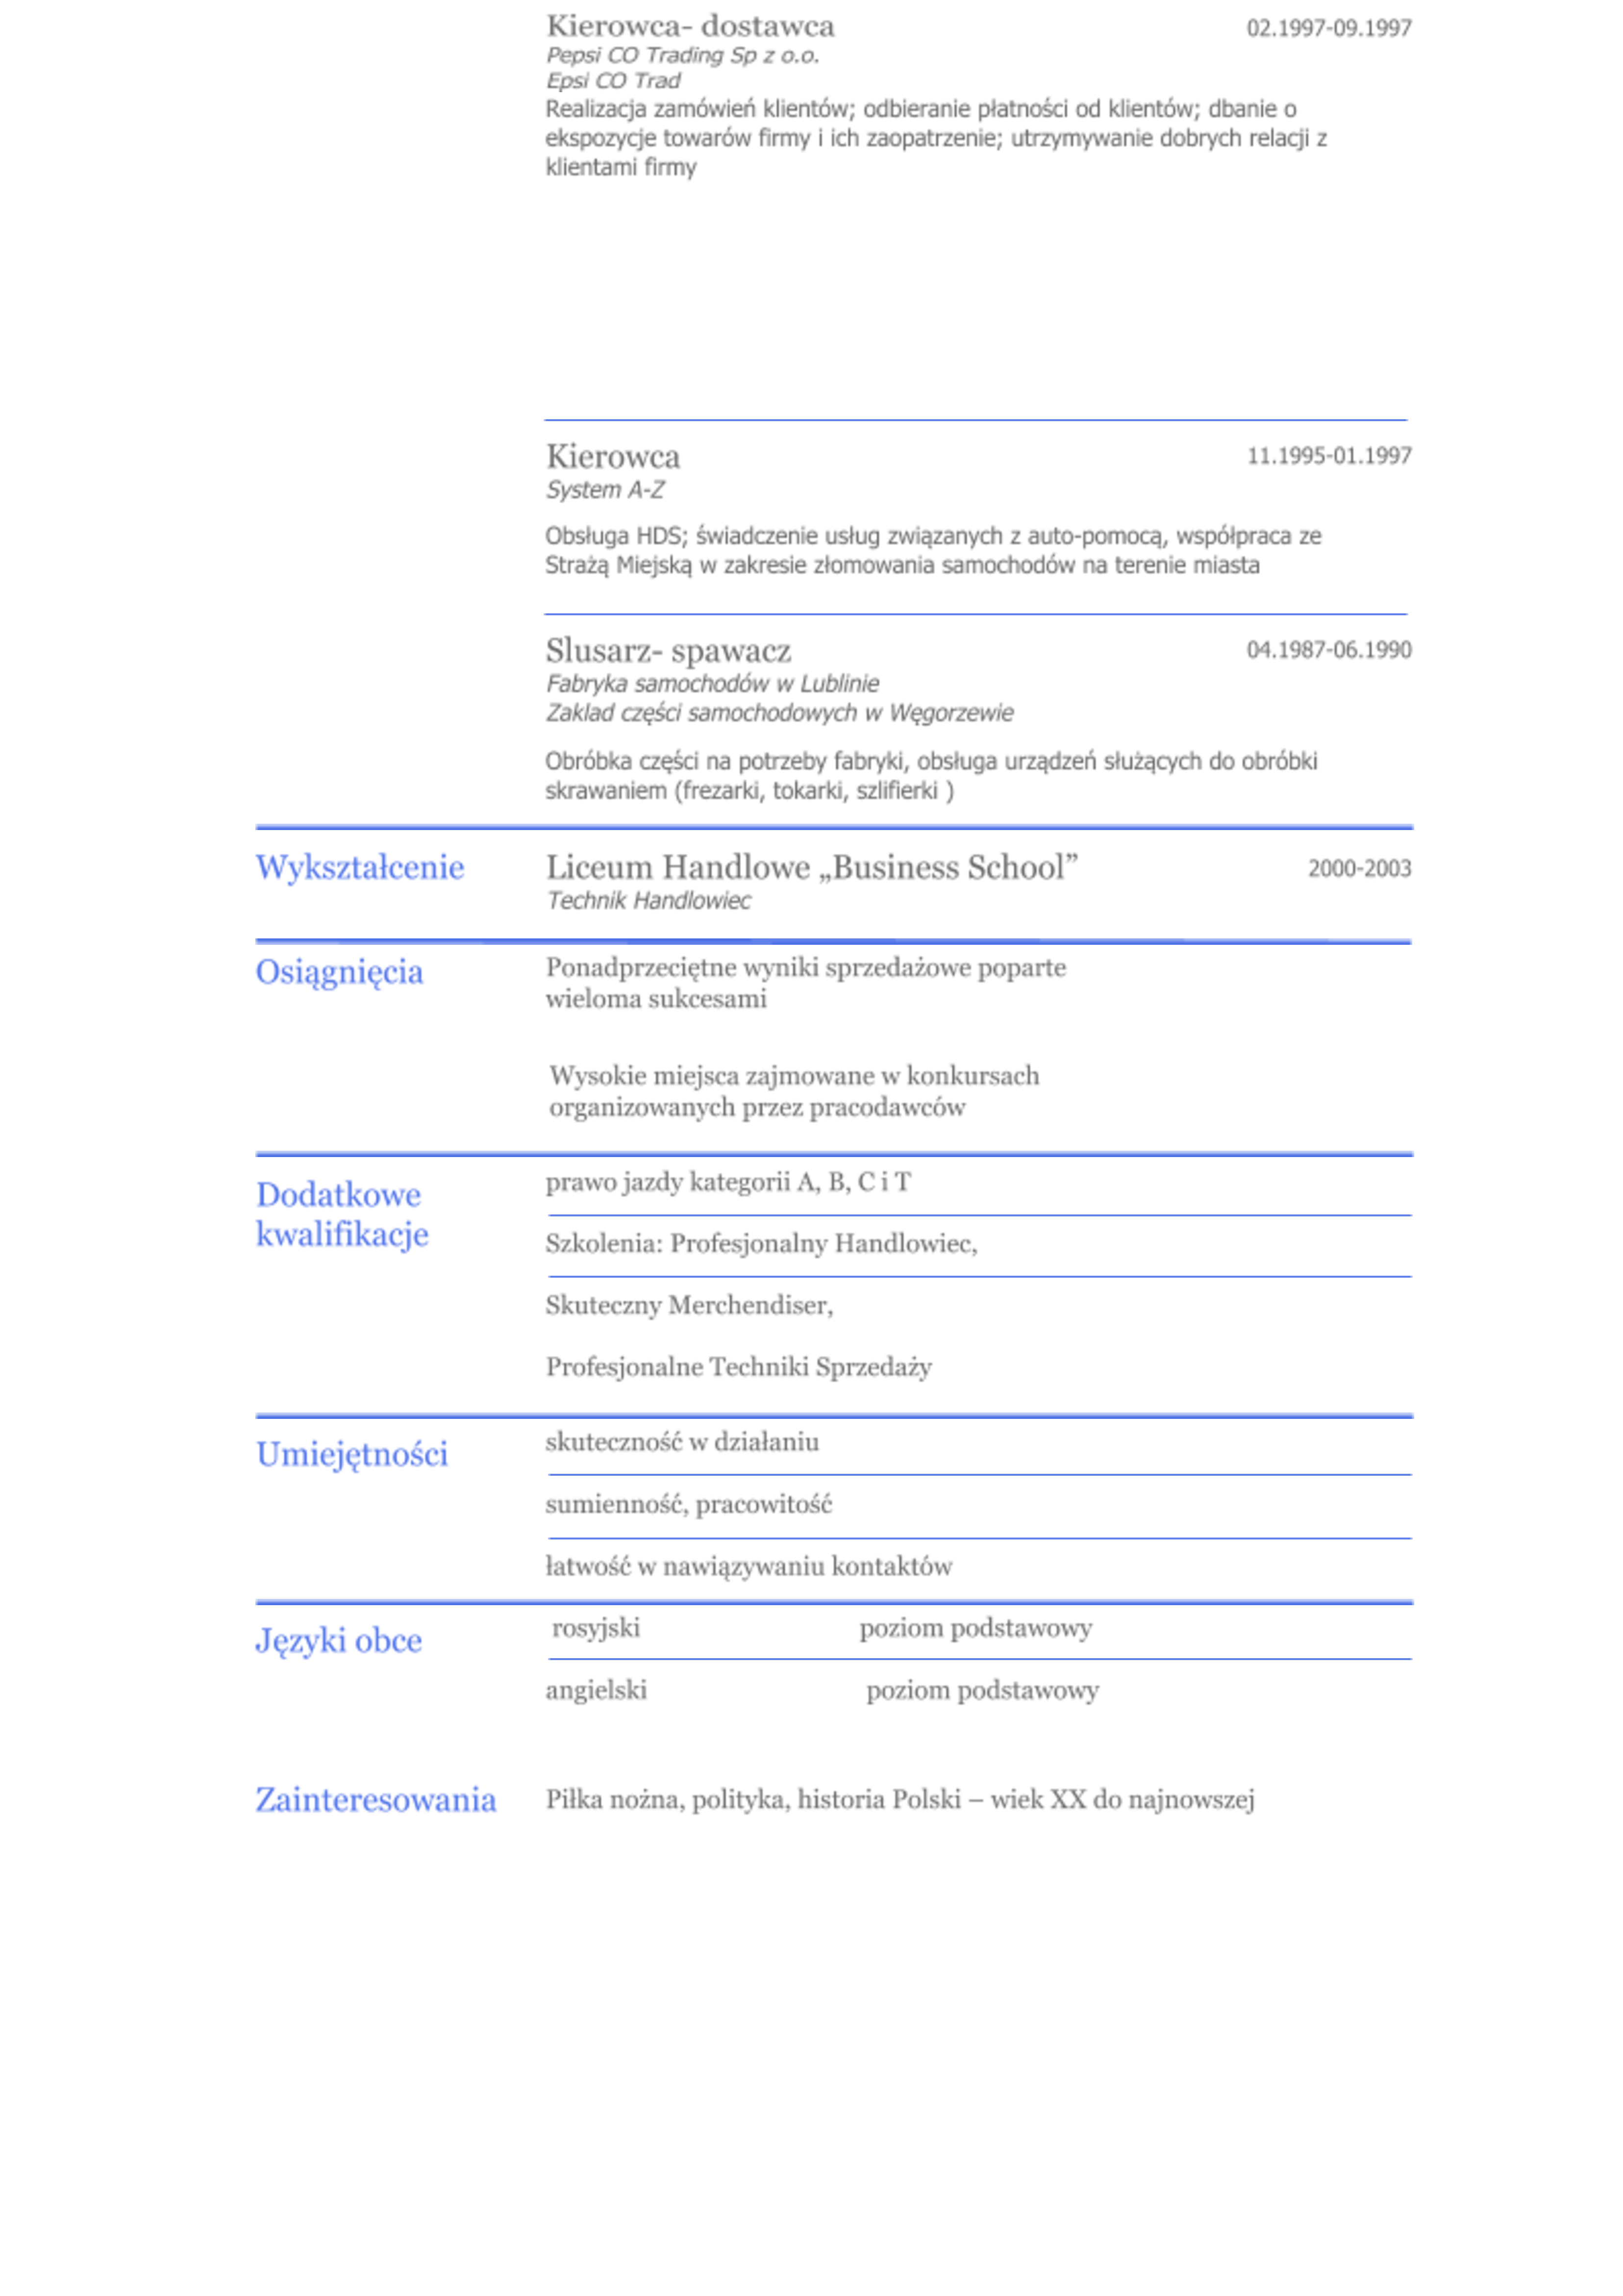 Kierowca- dostawca 02.1997-09.1997
Pepsi CO Trading Sp z o.o.
Epsi CO Trad
Realizacja zamówień klientów; odbieranie płatności od klientów; dbanie o
ekspozycje towarów firmy i ich zaopatrzenie; utrzymywanie dobrych relacji z
klientami firmy
Kierowca 11.1995-01.1997
System A-Z
Obsługa HDS; świadczenie usług związanych z auto-pomocą, współpraca ze
Strażą Miejską w zakresie złomowania samochodów na terenie miasta
Slusarz- spawacz 04.1987-06.1990
Fabryka samochodów w Lublinie
Zaklad części samochodowych w Węgorzewie
Obróbka części na potrzeby fabryki, obsługa urządzeń służących do obróbki
skrawaniem (frezarki, tokarki, szlifierki )
Wykształcenie Liceum Handlowe „Business School” 2000-2003
Technik Handlowiec
Osiągnięcia Ponadprzeciętne wyniki sprzedażowe poparte
wieloma sukcesami
Wysokie miejsca zajmowane w konkursach
organizowanych przez pracodawców
Dodatkowe prawo jazdy kategorii A, B, C i T
kwalifikacje Szkolenia: Profesjonalny Handlowiec,
Skuteczny Merchendiser,
Profesjonalne Techniki Sprzedaży
Umiejętności skuteczność w działaniu
sumienność, pracowitość
łatwość w nawiązywaniu kontaktów
Języki obce rosyjski poziom podstawowy
angielski poziom podstawowy
Zainteresowania Piłka nożna, polityka, historia Polski – wiek XX do najnowszej